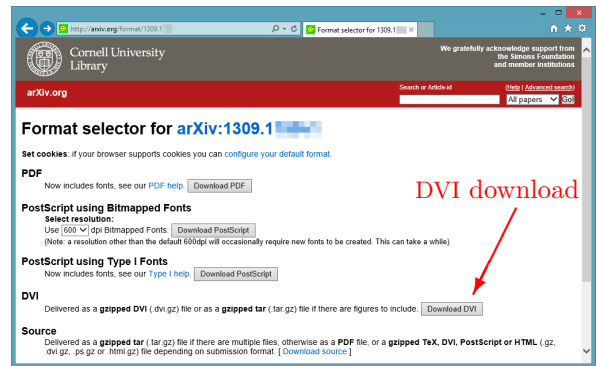 http://arxiv.org/format/1309.1
Format selector for 1309.1
Cornell University
Library
We gratefully acknowledge support from
the Simons Foundation
and member institutions
arXiv.org
Search or Article-id
(Help | Advanced search)
All papers
Go!
Format selector for arXiv:1309.1
Set cookies: if your browser supports cookies you can configure your default format.
PDF
Now includes fonts, see our PDF help. Download PDF
DVI download
PostScript using Bitmapped Fonts
Select resolution:
Use 600 dpi Bitmapped Fonts: Download PostScript
(Note: a resolution other than the default 600dpi will occasionally require new fonts to be created. This can take a while)
PostScript using Type I Fonts
Now includes fonts, see our Type I help. Download PostScript
DVI
Delivered as a gzipped DVI (.dvi.gz) file or as a gzipped tar (.tar.gz) file if there are figures to include. Download DVI
Source
Delivered as a gzipped tar (.tar.gz) file if there are multiple files, otherwise as a PDF file, or a gzipped TeX, DVI, PostScript or HTML (.gz,
.dvi.gz, .ps.gz or .html.gz) file depending on submission format. [ Download source ]